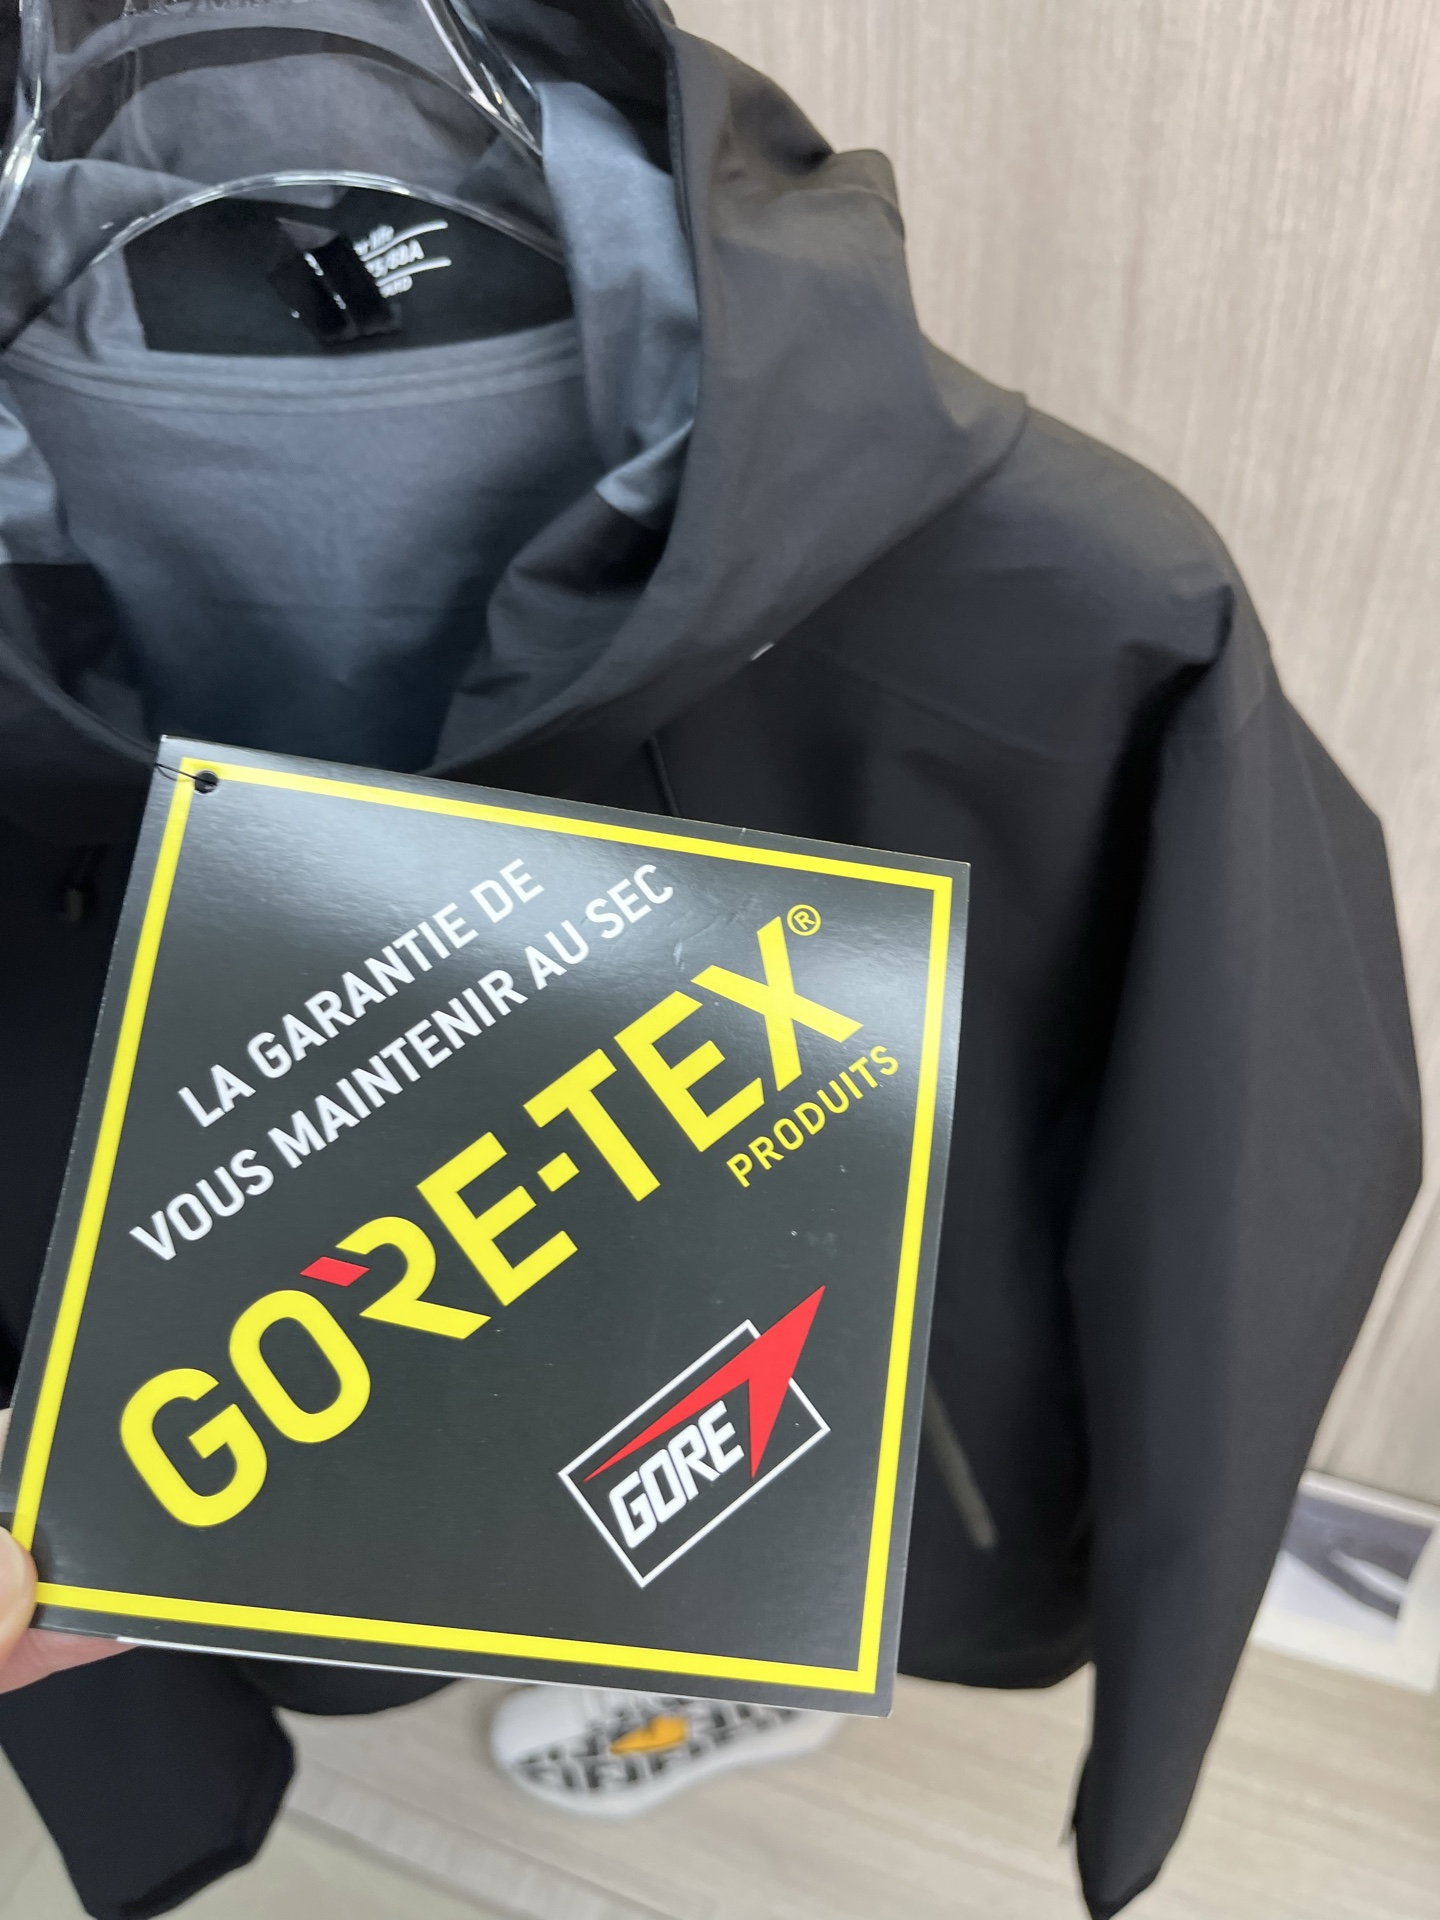 LA GARANTIE DE
VOUS MAINTENIR AU SEC
GORE-TEX®
PRODUITS
GORE